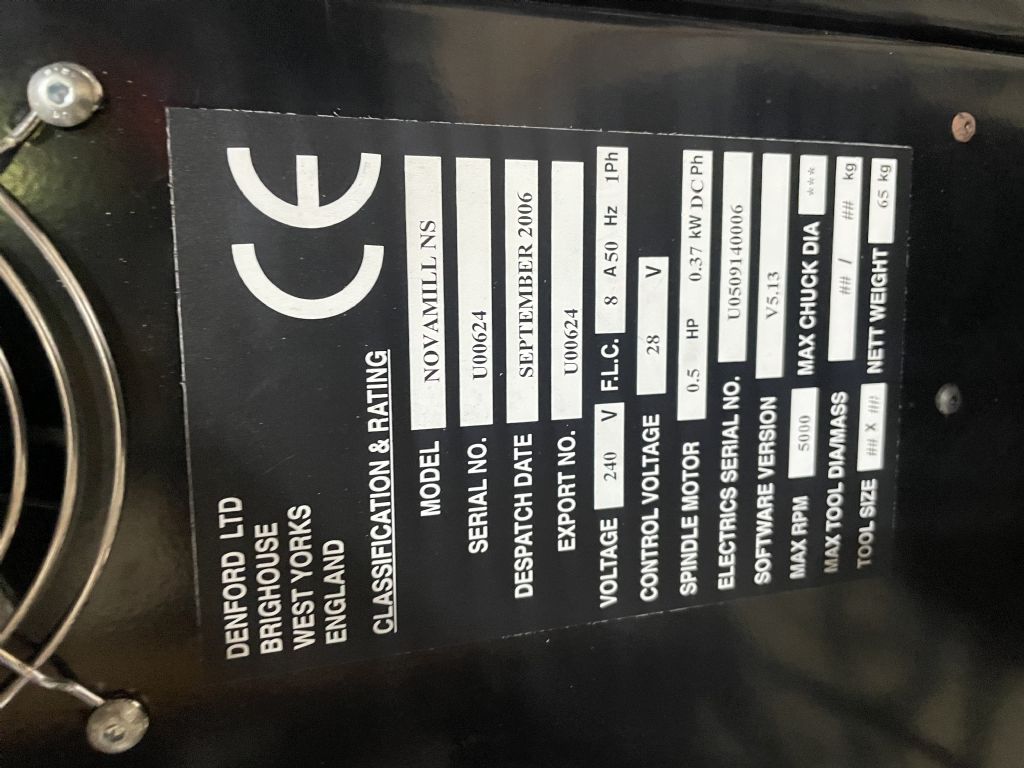 DENFORD LTD
BRIGHOUSE
WEST YORKS
ENGLAND
CE
CLASSIFICATION & RATING
MODEL NOVAMILL NS
SERIAL NO. U00624
DESPATCH DATE SEPTEMBER 2006
EXPORT NO. U00624
VOLTAGE 240 V F.L.C. 8 A 50 Hz 1Ph
CONTROL VOLTAGE 28 V
SPINDLE MOTOR 0.5 HP 0.37 kW DC Ph
ELECTRICS SERIAL NO. U0509140006
SOFTWARE VERSION V5.13
MAX RPM 5000 MAX CHUCK DIA ***
MAX TOOL DIA/MASS ## / ## kg
TOOL SIZE ## X ## NETT WEIGHT 65 kg